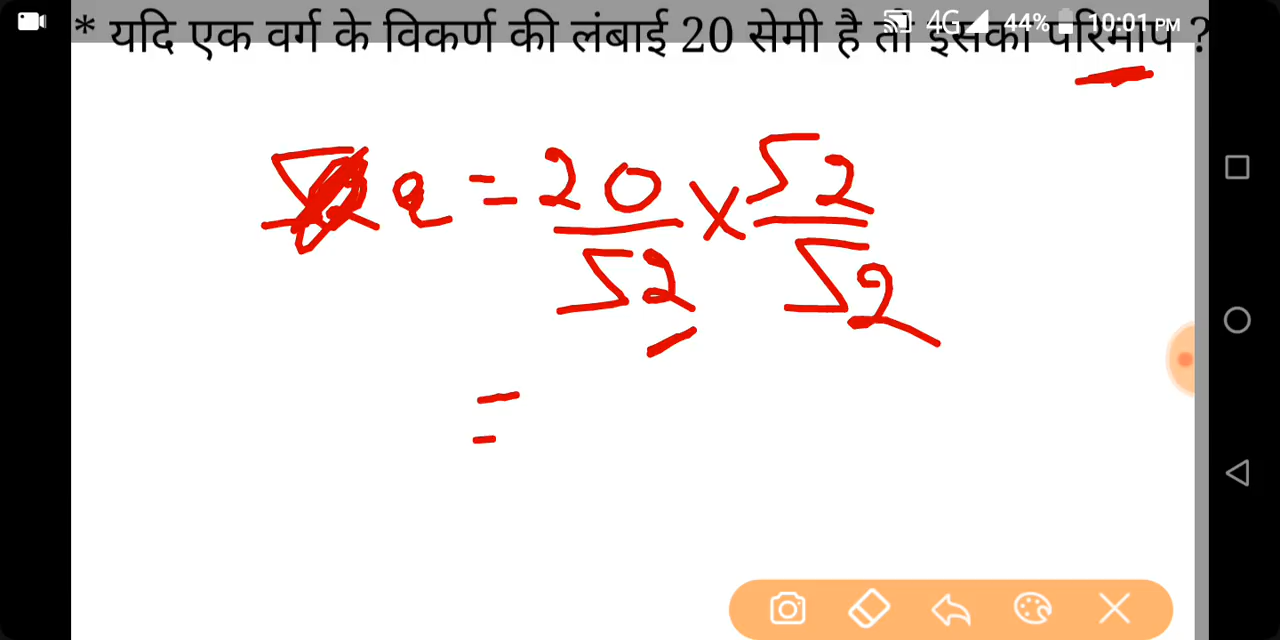 * यदि एक वर्ग के विकर्ण की लंबाई 20 सेमी है तो इसका परिमाप ?
4G 44% 10:01 PM
a = 20/√2 × √2/√2
=